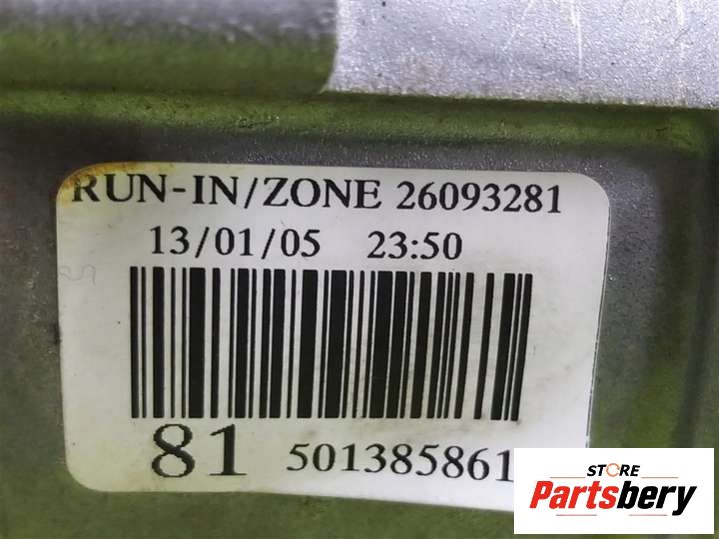 RUN-IN/ZONE 26093281
13/01/05 23:50
81 501385861
STORE
Partsbery